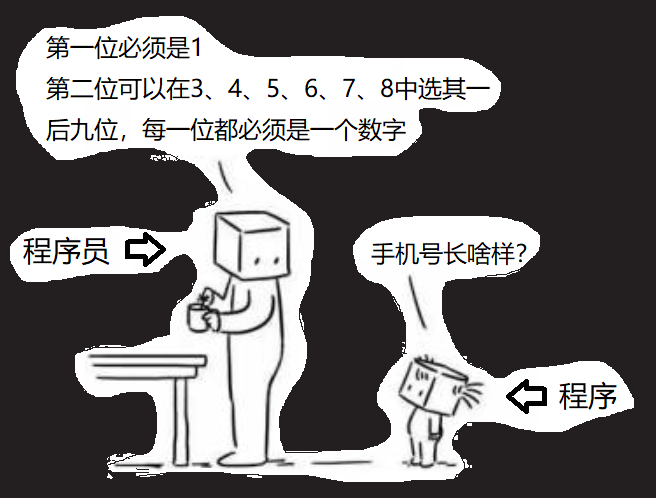 第一位必须是1
第二位可以在3、4、5、6、7、8中选其一
后九位，每一位都必须是一个数字
程序员
手机号长啥样?
程序